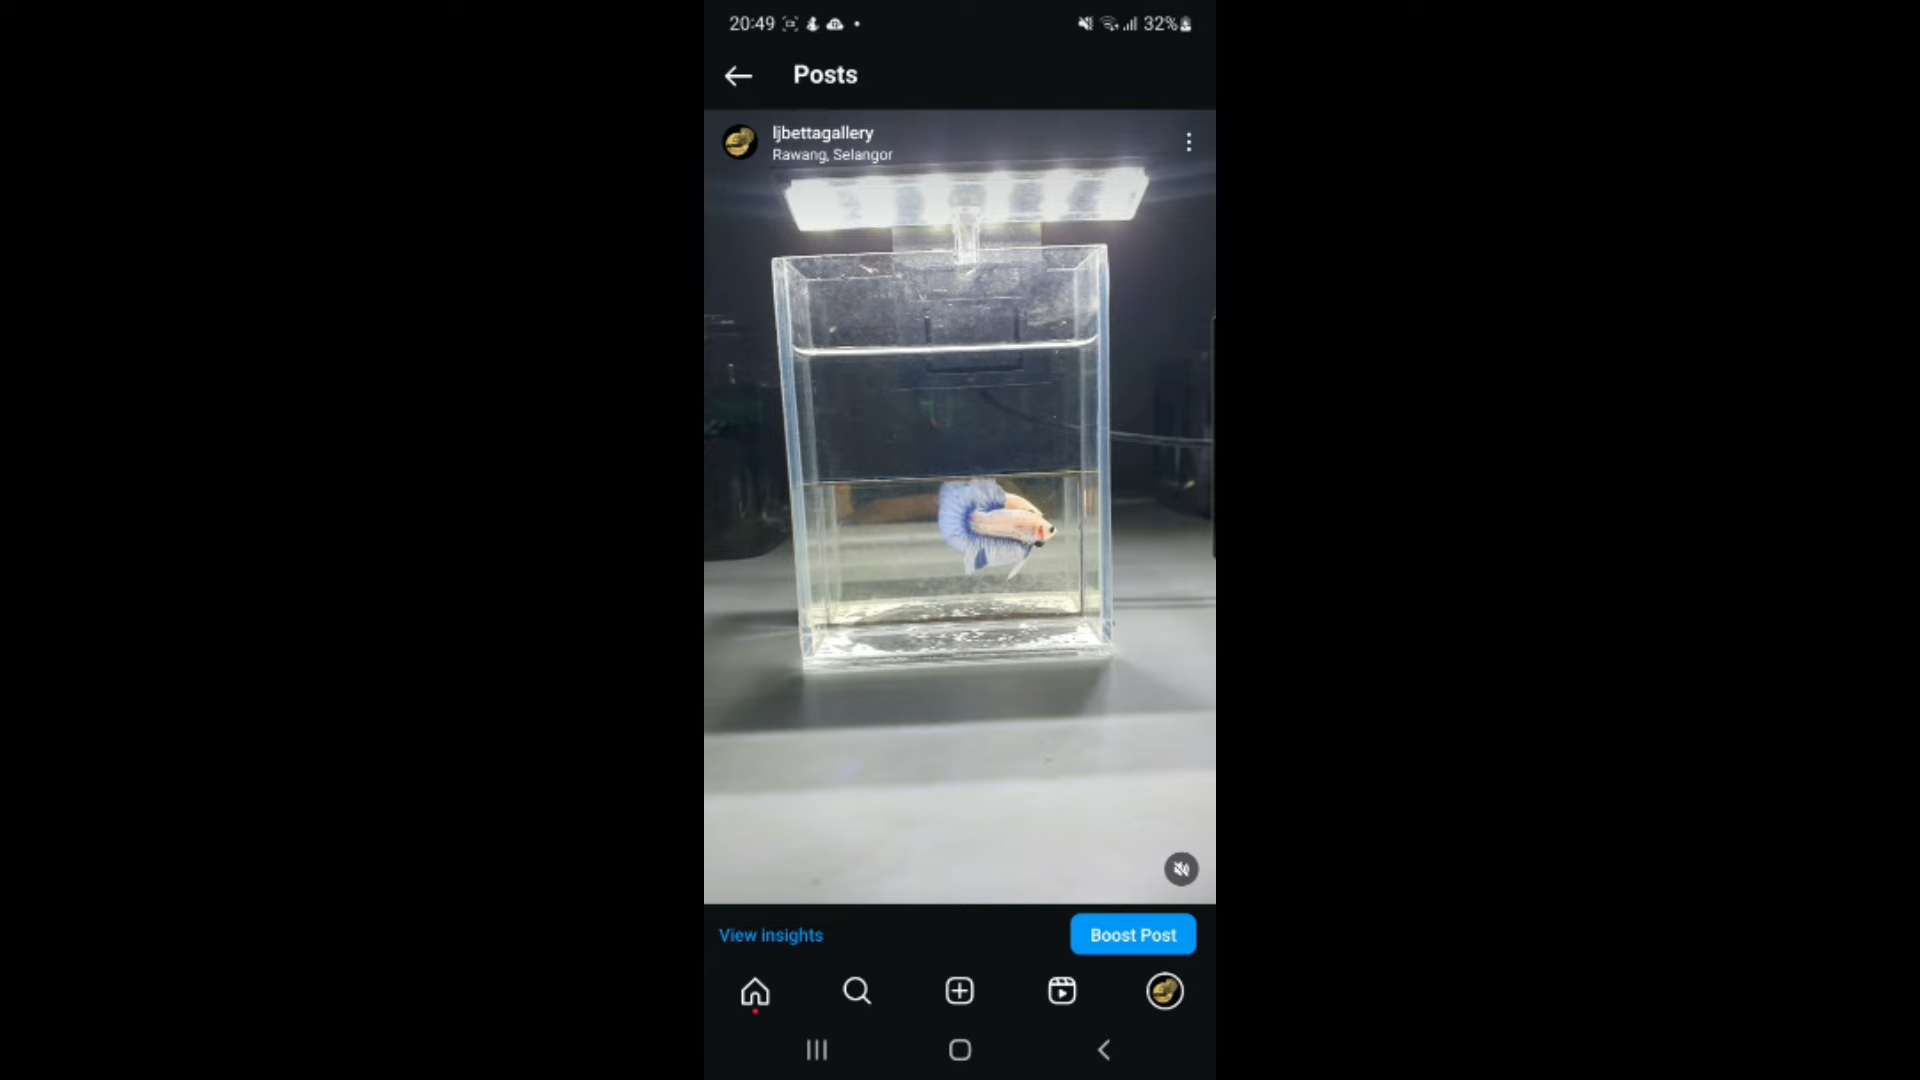 20:49
32%
Posts
ljbettagallery
Rawang, Selangor
View insights
Boost Post